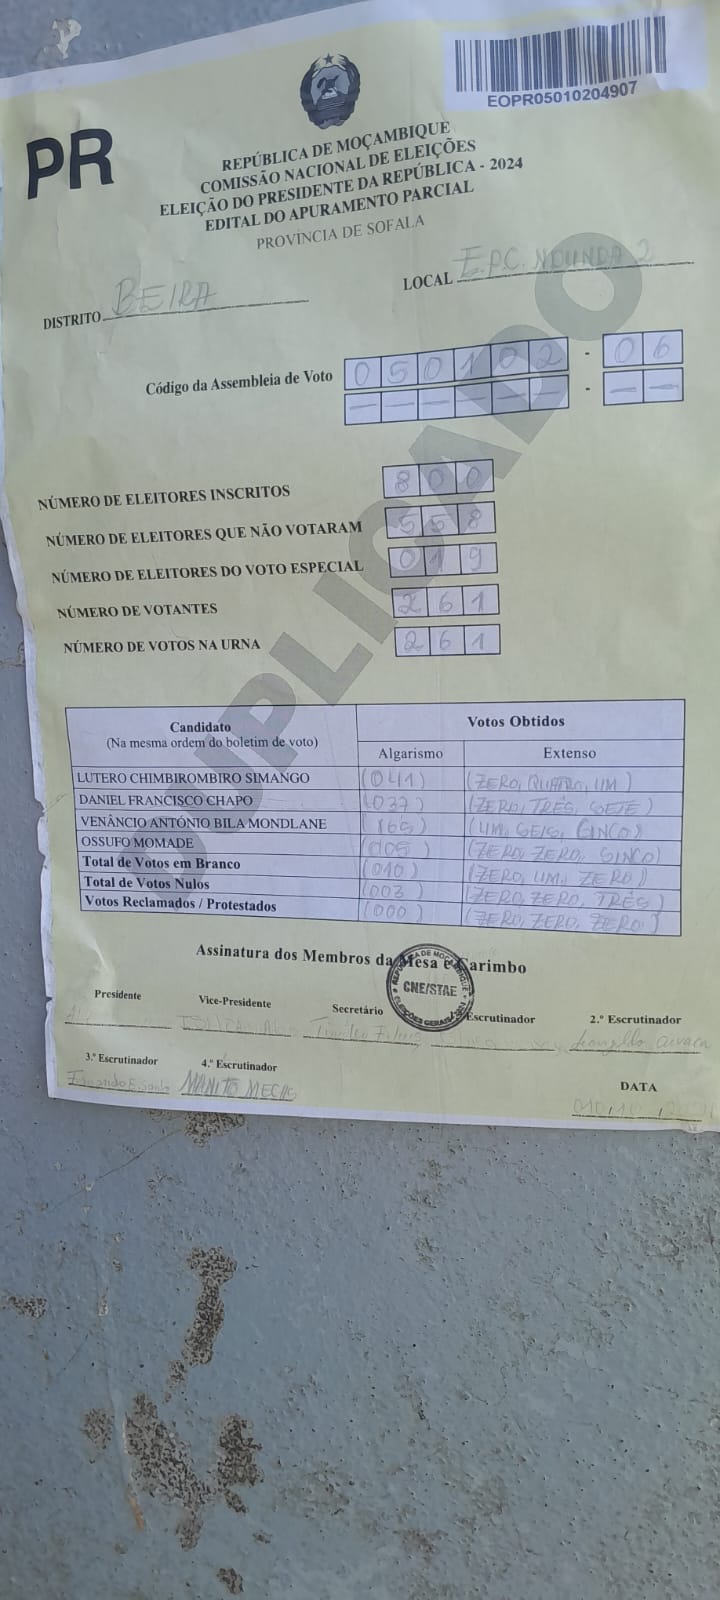 EOPR05010204907
PR
REPÚBLICA DE MOÇAMBIQUE
COMISSÃO NACIONAL DE ELEIÇÕES
ELEIÇÃO DO PRESIDENTE DA REPÚBLICA - 2024
EDITAL DO APURAMENTO PARCIAL
PROVÍNCIA DE SOFALA
DISTRITO BEIRA LOCAL E.P.C. NDUNDA 2
Código da Assembleia de Voto 050102 - 06
— — — — — — - — —
NÚMERO DE ELEITORES INSCRITOS 800
NÚMERO DE ELEITORES QUE NÃO VOTARAM 558
NÚMERO DE ELEITORES DO VOTO ESPECIAL 019
NÚMERO DE VOTANTES 261
NÚMERO DE VOTOS NA URNA 261
DUPLICADO
Candidato Votos Obtidos
(Na mesma ordem do boletim de voto) Algarismo Extenso
LUTERO CHIMBIROMBIRO SIMANGO (041) (ZERO, QUATRO, UM)
DANIEL FRANCISCO CHAPO (037) (ZERO, TRÊS, SETE)
VENÂNCIO ANTÓNIO BILA MONDLANE (165) (UM, SEIS, CINCO)
OSSUFO MOMADE (005) (ZERO, ZERO, SINCO)
Total de Votos em Branco (010) (ZERO, UM, ZERO)
Total de Votos Nulos (003) (ZERO, ZERO, TRÊS)
Votos Reclamados / Protestados (000) (ZERO, ZERO, ZERO)
Assinatura dos Membros da Mesa e Carimbo
CNE/STAE
Presidente Vice-Presidente Secretário Escrutinador 2.º Escrutinador
3.º Escrutinador 4.º Escrutinador
MANITO
DATA